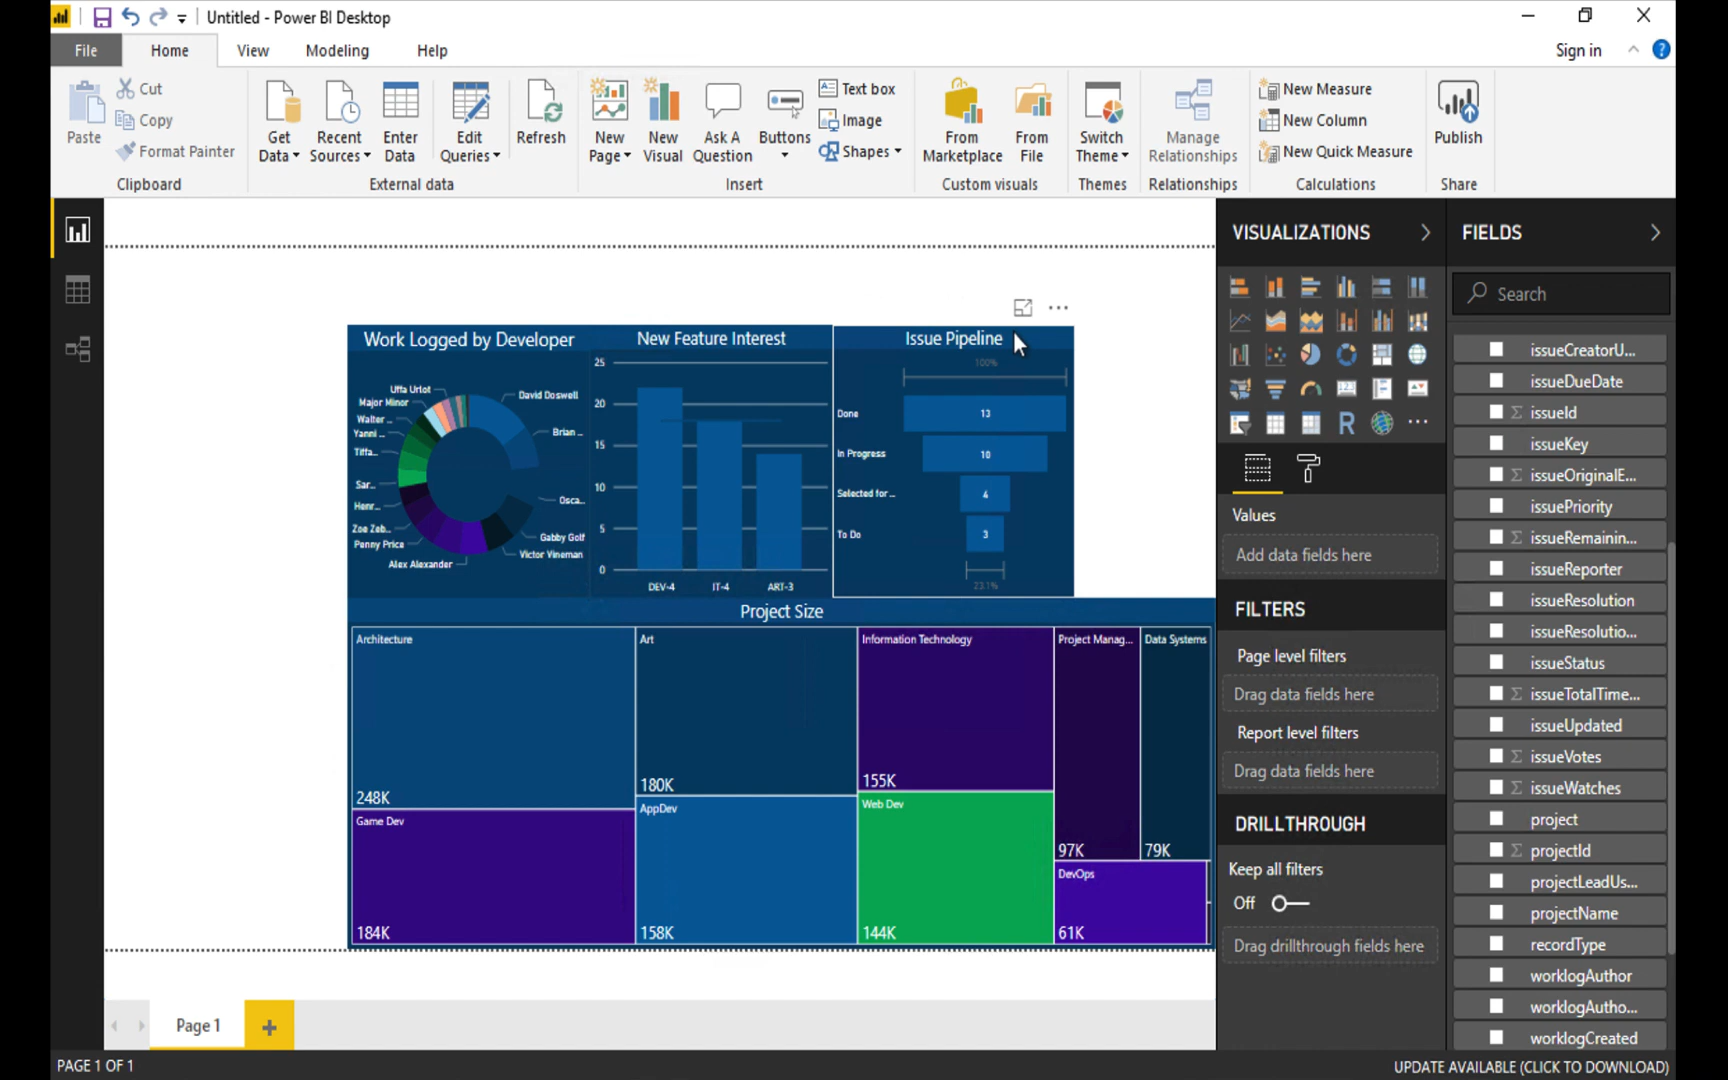 Untitled - Power BI Desktop
File
Home
View
Modeling
Help
Sign in
?
Paste
Cut
Copy
Format Painter
Clipboard
Get Data
Recent Sources
Enter Data
Edit Queries
Refresh
External data
New Page
New Visual
Ask A Question
Buttons
Text box
Image
Shapes
Insert
From Marketplace
From File
Custom visuals
Switch Theme
Themes
Manage Relationships
Relationships
New Measure
New Column
New Quick Measure
Calculations
Publish
Share
Work Logged by Developer
Uffa Urlot
David Doswell
Major Minor
Walter ...
Brian ...
Yanni ...
Tiffa...
Sar...
Osca...
Henr...
Zoe Zeb...
Gabby Golf
Penny Price
Victor Vineman
Alex Alexander
New Feature Interest
25
20
15
10
5
0
DEV-4
IT-4
ART-3
Issue Pipeline
100%
Done
13
In Progress
10
Selected for ...
4
To Do
3
23.1%
Project Size
Architecture
248K
Game Dev
184K
Art
180K
AppDev
158K
Information Technology
155K
Web Dev
144K
Project Manag...
97K
Data Systems
79K
DevOps
61K
VISUALIZATIONS
R
Values
Add data fields here
FILTERS
Page level filters
Drag data fields here
Report level filters
Drag data fields here
DRILLTHROUGH
Keep all filters
Off
Drag drillthrough fields here
FIELDS
Search
issueCreatorU...
issueDueDate
Σ issueId
issueKey
Σ issueOriginalE...
issuePriority
Σ issueRemainin...
issueReporter
issueResolution
issueResolutio...
issueStatus
Σ issueTotalTime...
issueUpdated
Σ issueVotes
Σ issueWatches
project
Σ projectId
projectLeadUs...
projectName
recordType
worklogAuthor
worklogAutho...
worklogCreated
Page 1
+
PAGE 1 OF 1
UPDATE AVAILABLE (CLICK TO DOWNLOAD)